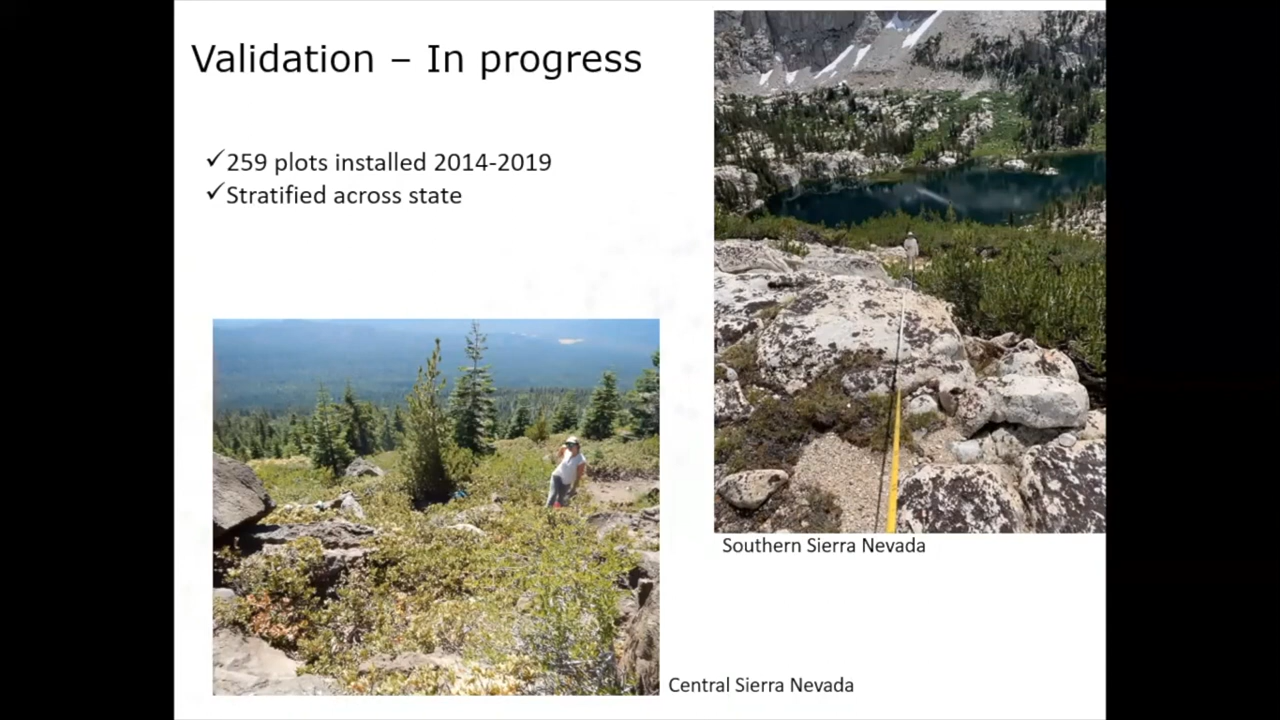 Validation – In progress
✓259 plots installed 2014-2019
✓Stratified across state
Southern Sierra Nevada
Central Sierra Nevada